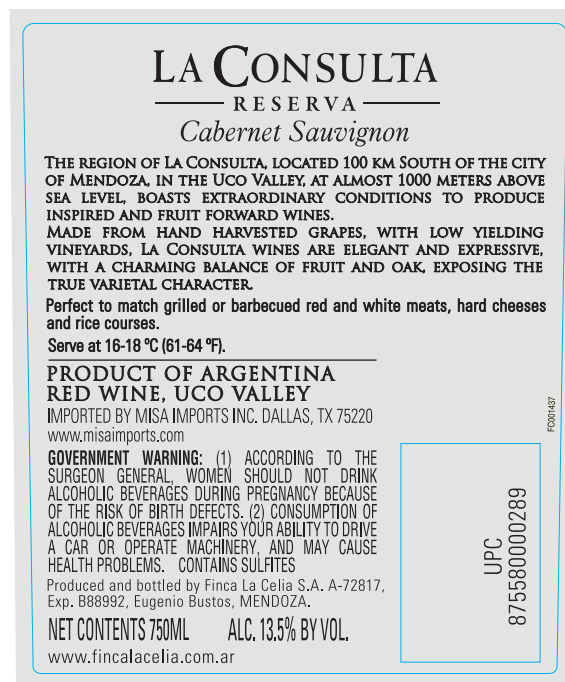 LA CONSULTA
RESERVA
Cabernet Sauvignon
THE REGION OF LA CONSULTA, LOCATED 100 KM SOUTH OF THE CITY
OF MENDOZA, IN THE UCO VALLEY, AT ALMOST 1000 METERS ABOVE
SEA LEVEL, BOASTS EXTRAORDINARY CONDITIONS TO PRODUCE
INSPIRED AND FRUIT FORWARD WINES.
MADE FROM HAND HARVESTED GRAPES, WITH LOW YIELDING
VINEYARDS, LA CONSULTA WINES ARE ELEGANT AND EXPRESSIVE,
WITH A CHARMING BALANCE OF FRUIT AND OAK, EXPOSING THE
TRUE VARIETAL CHARACTER.
Perfect to match grilled or barbecued red and white meats, hard cheeses
and rice courses.
Serve at 16-18 ºC (61-64 ºF).
PRODUCT OF ARGENTINA
RED WINE, UCO VALLEY
IMPORTED BY MISA IMPORTS INC. DALLAS, TX 75220
www.misaimports.com
GOVERNMENT WARNING: (1) ACCORDING TO THE
SURGEON GENERAL, WOMEN SHOULD NOT DRINK
ALCOHOLIC BEVERAGES DURING PREGNANCY BECAUSE
OF THE RISK OF BIRTH DEFECTS. (2) CONSUMPTION OF
ALCOHOLIC BEVERAGES IMPAIRS YOUR ABILITY TO DRIVE
A CAR OR OPERATE MACHINERY, AND MAY CAUSE
HEALTH PROBLEMS. CONTAINS SULFITES
Produced and bottled by Finca La Celia S.A. A-72817,
Exp. B88992, Eugenio Bustos, MENDOZA.
NET CONTENTS 750ML ALC. 13.5% BY VOL.
www.fincalacelia.com.ar
FC001437
UPC
875580000289